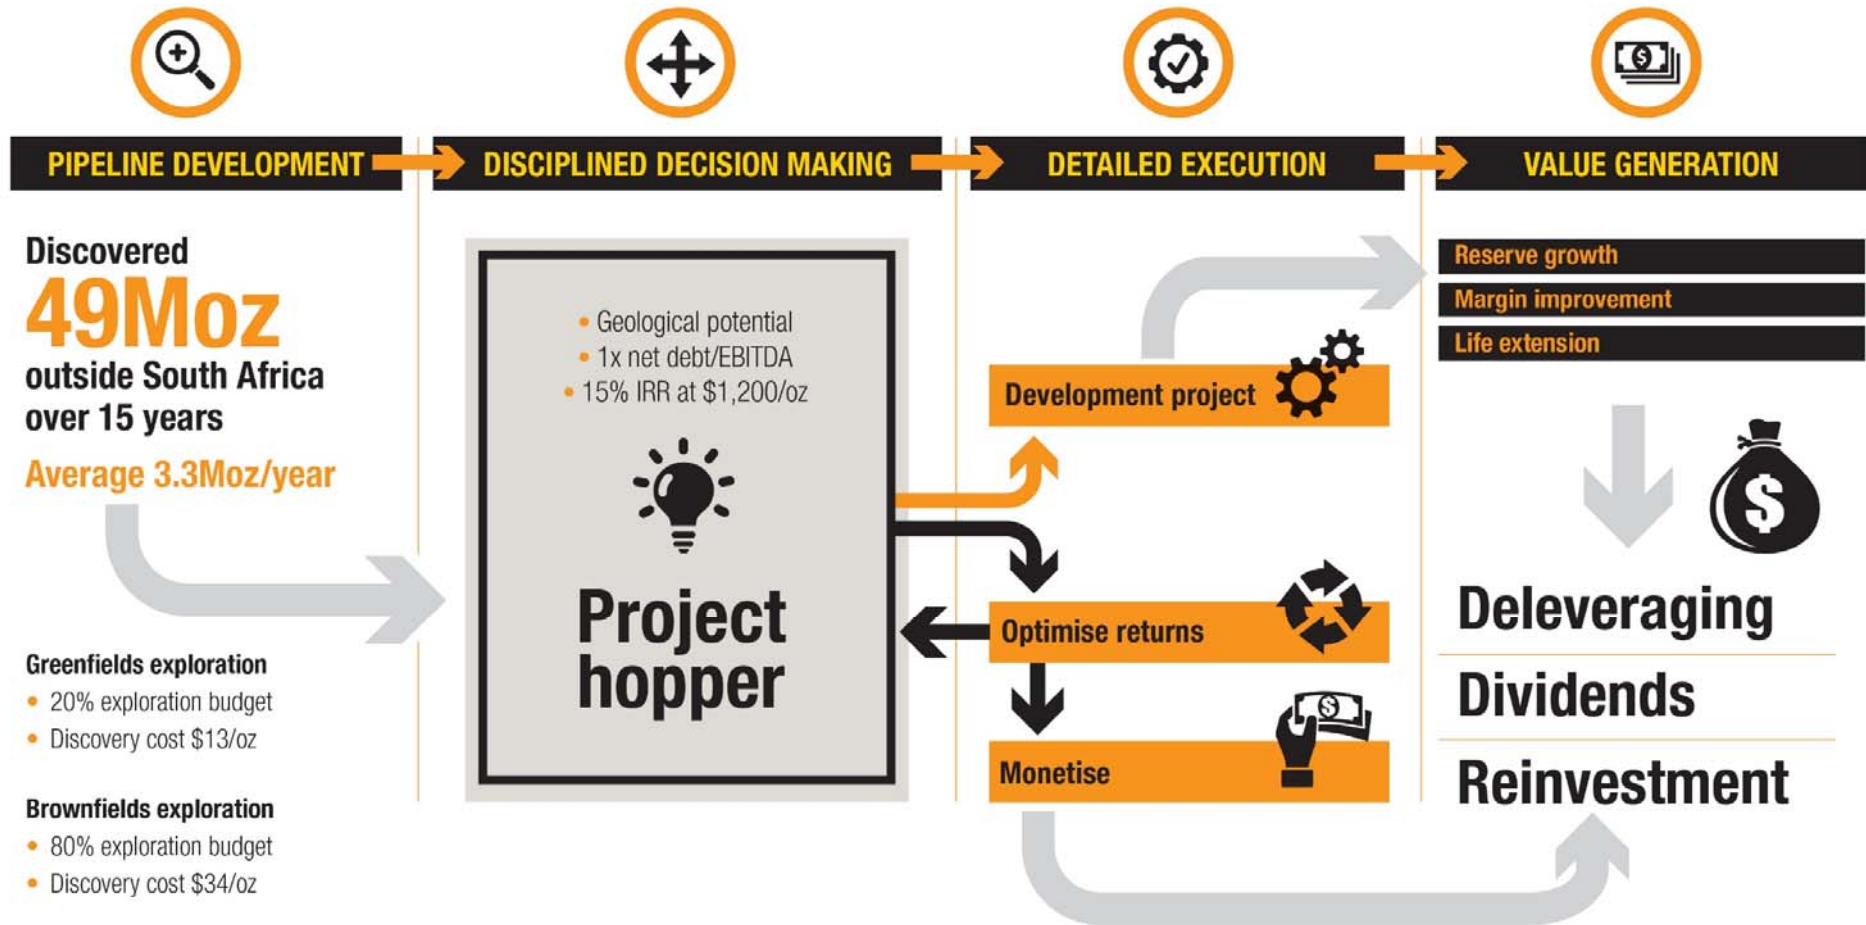 PIPELINE DEVELOPMENT
DISCIPLINED DECISION MAKING
DETAILED EXECUTION
VALUE GENERATION
Discovered
49Moz
outside South Africa
over 15 years
Average 3.3Moz/year
Greenfields exploration
• 20% exploration budget
• Discovery cost $13/oz
Brownfields exploration
• 80% exploration budget
• Discovery cost $34/oz
• Geological potential
• 1x net debt/EBITDA
• 15% IRR at $1,200/oz
Project
hopper
Development project
Optimise returns
Monetise
Reserve growth
Margin improvement
Life extension
$
Deleveraging
Dividends
Reinvestment